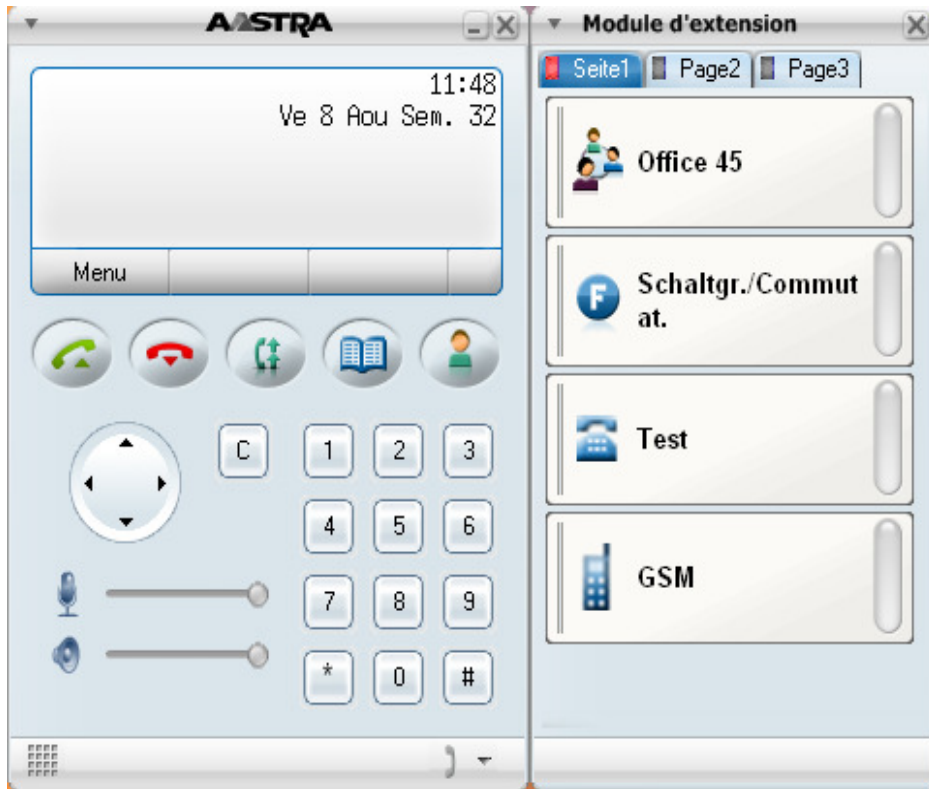 AASTRA
11:48
Ve 8 Aou Sem. 32
Menu
C 1 2 3
4 5 6
7 8 9
* 0 #
Module d'extension
Seite1 Page2 Page3
Office 45
F
Schaltgr./Commut
at.
Test
GSM